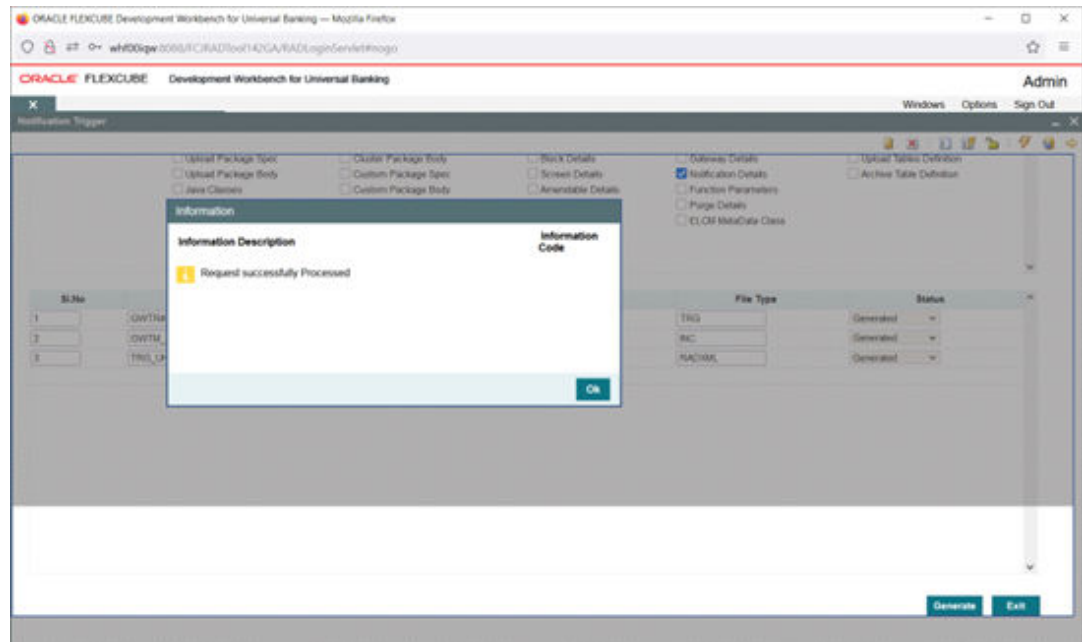 ORACLE FLEXCUBE Development Workbench for Universal Banking — Mozilla Firefox
ORACLE FLEXCUBE Development Workbench for Universal Banking
Admin
Windows Options Sign Out
Notification Trigger
Upload Package Spec Cluster Package Body Block Details Gateway Details Upload Tables Definition
Upload Package Body Custom Package Spec Screen Details Notification Details Archive Table Definition
Java Classes Custom Package Body Amendable Details Function Parameters
Purge Details
Information
Information Description Information Code
Request successfully Processed
Sl.No File Type Status
1 TRG Generated
2 INC Generated
3 RADXML Generated
Ok
Generate Exit